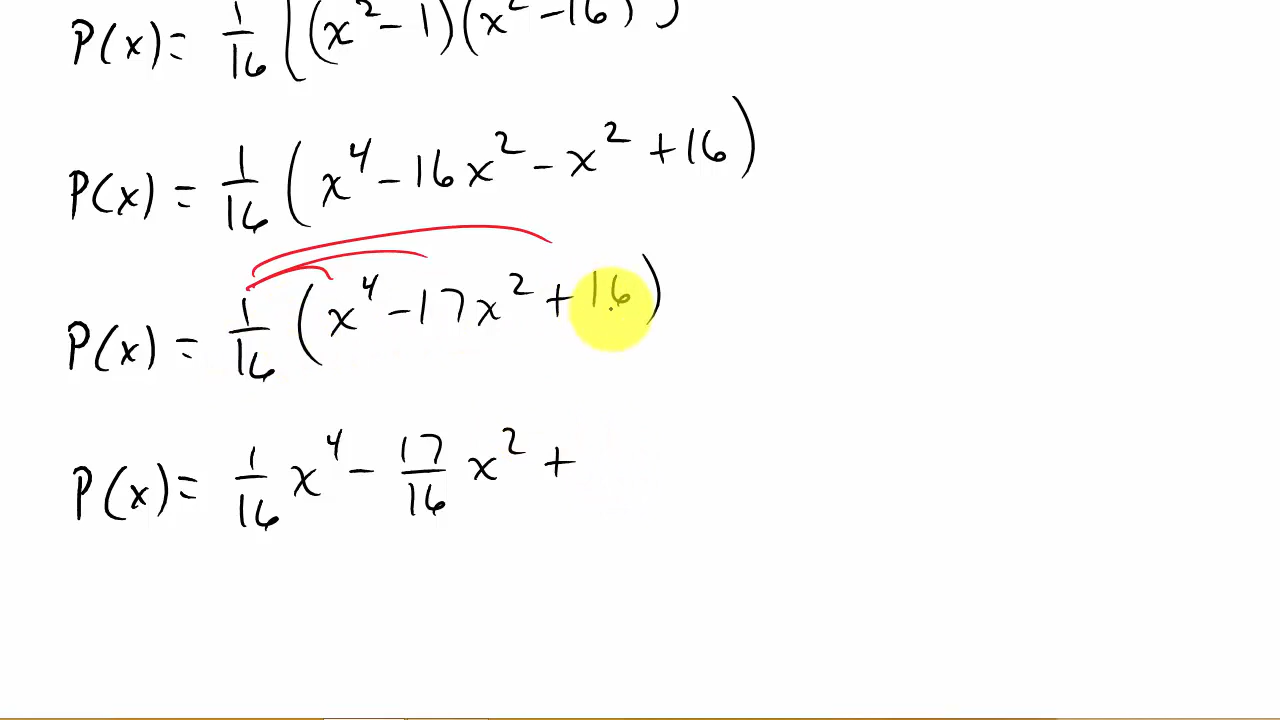 P(x) = 1/16 [(x² - 1)(x² - 16)]
P(x) = 1/16 (x⁴ - 16x² - x² + 16)
P(x) = 1/16 (x⁴ - 17x² + 16)
P(x) = 1/16 x⁴ - 17/16 x² +